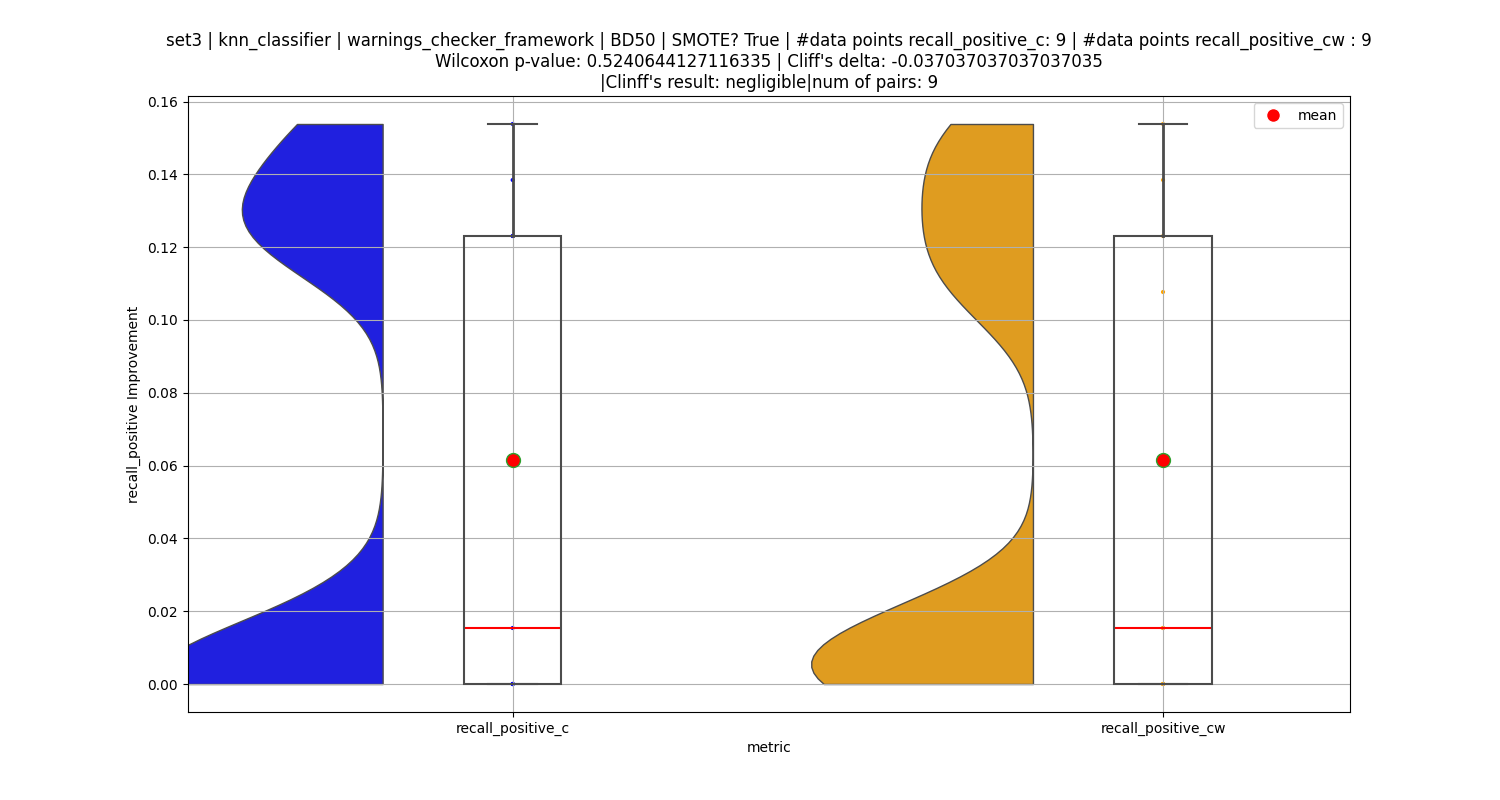 set3 | knn_classifier | warnings_checker_framework | BD50 | SMOTE? True | #data points recall_positive_c: 9 | #data points recall_positive_cw : 9
Wilcoxon p-value: 0.5240644127116335 | Cliff's delta: -0.037037037037037035
|Clinff's result: negligible|num of pairs: 9
mean
recall_positive Improvement
0.16
0.14
0.12
0.10
0.08
0.06
0.04
0.02
0.00
recall_positive_c
recall_positive_cw
metric